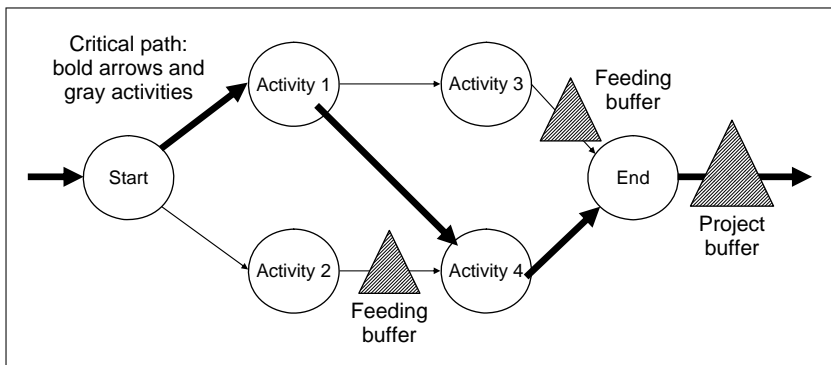 Critical path:
bold arrows and
gray activities
Activity 1
Activity 3
Feeding
buffer
Start
End
Project
buffer
Activity 2
Activity 4
Feeding
buffer